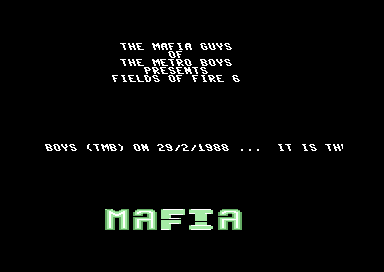 THE MAFIA GUYS
OF
THE METRO BOYS
PRESENTS
FIELDS OF FIRE 6
BOYS (TMB) ON 29/2/1988 ...  IT IS
MAFIA